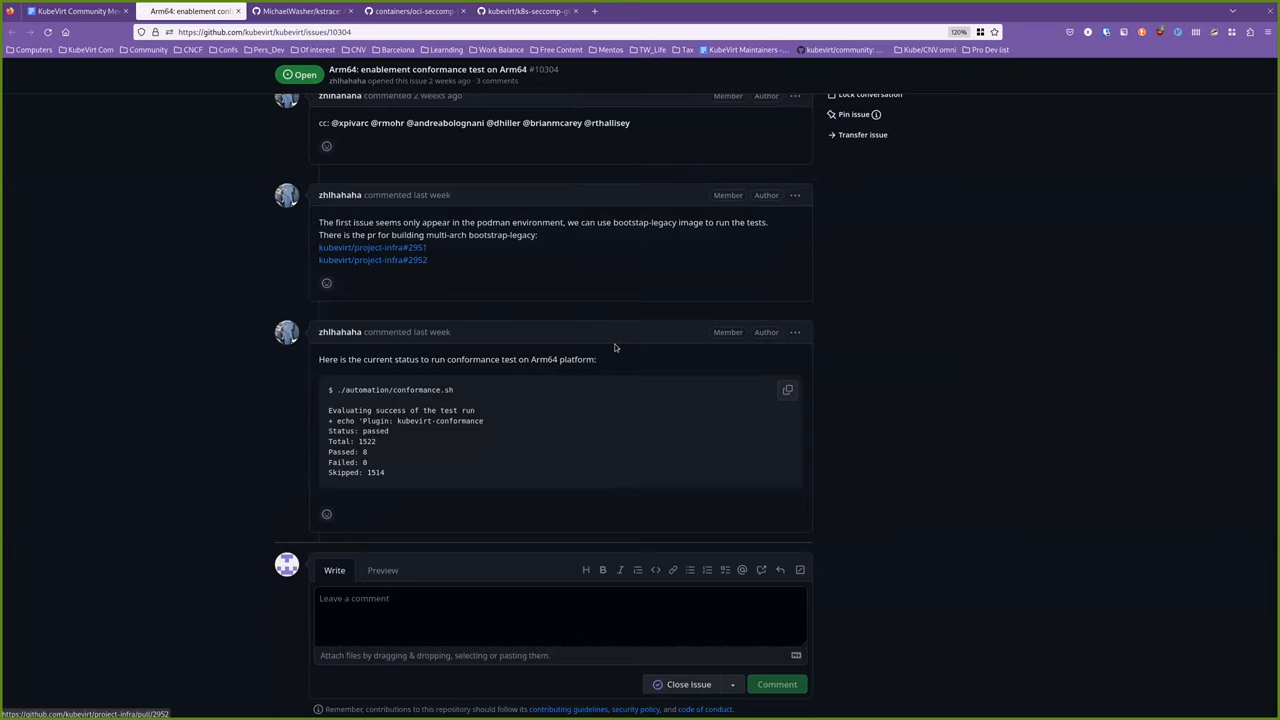 KubeVirt Community Me
Arm64: enablement conf
MichaelWasher/kstrace:
containers/oci-seccomp-
kubevirt/k8s-seccomp-ge
https://github.com/kubevirt/kubevirt/issues/10304
120%
Computers KubeVirt Com Community CNCF Confs Pers_Dev Of interest CNV Barcelona Learnding Work Balance Free Content Mentos TW_Life Tax KubeVirt Maintainers -... kubevirt/community: ... Kube/CNV omni Pro Dev list
Open
Arm64: enablement conformance test on Arm64 #10304
zhlhahaha opened this issue 2 weeks ago · 3 comments
zhlhahaha commented 2 weeks ago
Member Author
Lock conversation
Pin issue
Transfer issue
cc: @xpivarc @rmohr @andreabolognani @dhiller @brianmcarey @rthallisey
zhlhahaha commented last week
Member Author
The first issue seems only appear in the podman environment, we can use bootstap-legacy image to run the tests.
There is the pr for building multi-arch bootstrap-legacy:
kubevirt/project-infra#2951
kubevirt/project-infra#2952
zhlhahaha commented last week
Member Author
Here is the current status to run conformance test on Arm64 platform:
$ ./automation/conformance.sh
Evaluating success of the test run
+ echo 'Plugin: kubevirt-conformance
Status: passed
Total: 1522
Passed: 8
Failed: 0
Skipped: 1514
Write Preview
Leave a comment
Attach files by dragging & dropping, selecting or pasting them.
Close issue
Comment
Remember, contributions to this repository should follow its contributing guidelines, security policy, and code of conduct.
https://github.com/kubevirt/project-infra/pull/2952